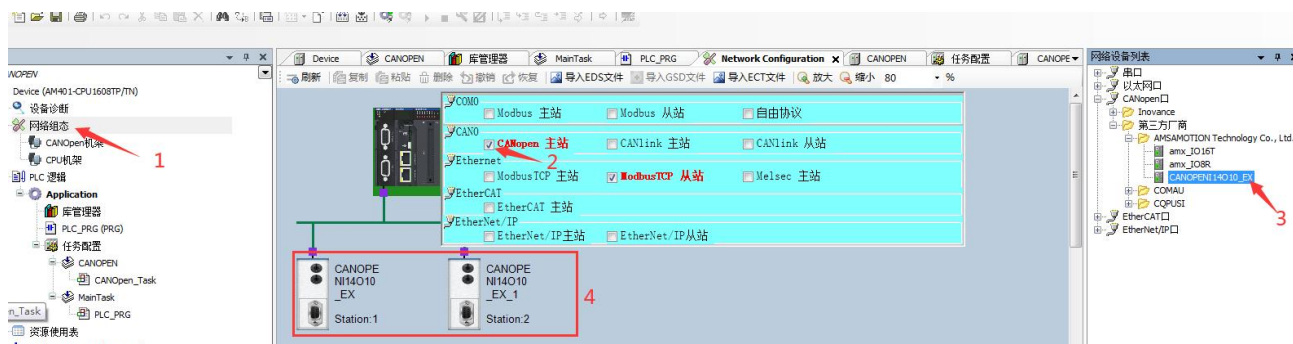 Device
CANOPEN
库管理器
MainTask
PLC_PRG
Network Configuration
CANOPEN
任务配置
CANOPE
网络设备列表
刷新 复制 粘贴 删除 撤销 恢复 导入EDS文件 导入GSD文件 导入ECT文件 放大 缩小 80 %
NOPEN
Device (AM401-CPU1608TP/TN)
设备诊断
网络组态
CANOPEN机架
CPU机架
PLC 逻辑
Application
库管理器
PLC_PRG (PRG)
任务配置
CANOPEN
CANOpen_Task
MainTask
n_Task
PLC_PRG
资源使用表
1
COM0
Modbus 主站 Modbus 从站 自由协议
CAN0
CANopen 主站 CANlink 主站 CANlink 从站
2
Ethernet
ModbusTCP 主站 ModbusTCP 从站 Melsec 主站
EtherCAT
EtherCAT 主站
EtherNet/IP
EtherNet/IP主站 EtherNet/IP从站
CANOPE
NI14O10
_EX
Station:1
CANOPE
NI14O10
_EX_1
Station:2
4
串口
以太网口
CANopen口
Inovance
第三方厂商
AMSAMOTION Technology Co., Ltd.
amx_IO16T
amx_IO8R
CANOPENI14O10_EX
COMAU
CQPUSI
EtherCAT口
EtherNet/IP口
3